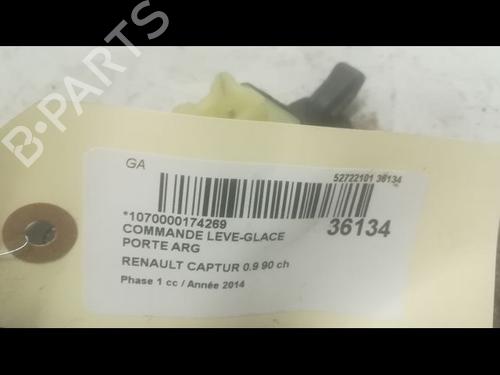 B-PARTS
GA
52722101 36134
*1070000174269
36134
COMMANDE LEVE-GLACE
PORTE ARG
RENAULT CAPTUR 0.9 90 ch
Phase 1 cc / Année 2014